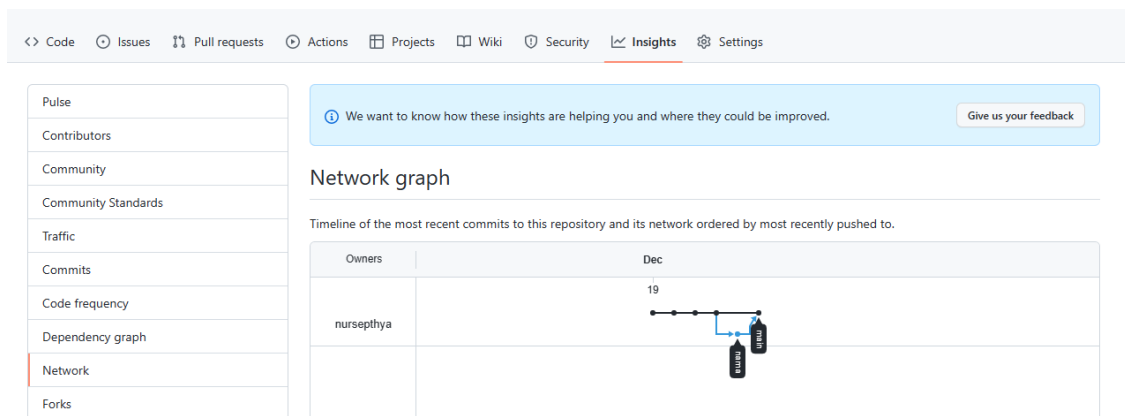 Code Issues Pull requests Actions Projects Wiki Security Insights Settings
Pulse
Contributors
Community
Community Standards
Traffic
Commits
Code frequency
Dependency graph
Network
Forks
We want to know how these insights are helping you and where they could be improved.
Give us your feedback
Network graph
Timeline of the most recent commits to this repository and its network ordered by most recently pushed to.
Owners Dec
19
nursepthya
main
nama